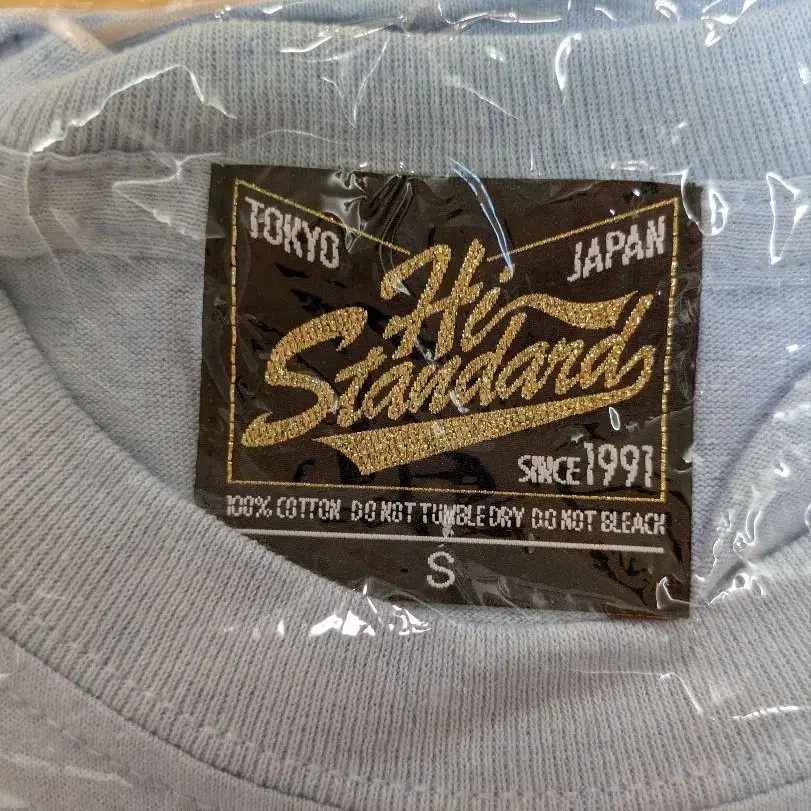 TOKYO
JAPAN
Hi
Standard
SINCE 1991
100% COTTON DO NOT TUMBLE DRY DO NOT BLEACH
S